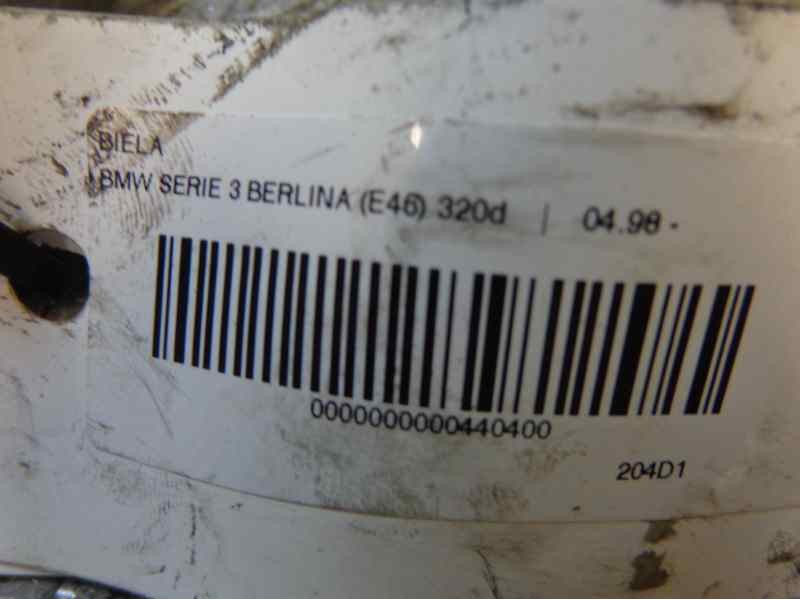 BIELA
BMW SERIE 3 BERLINA (E46) 320d | 04.98 -
0000000000440400
204D1